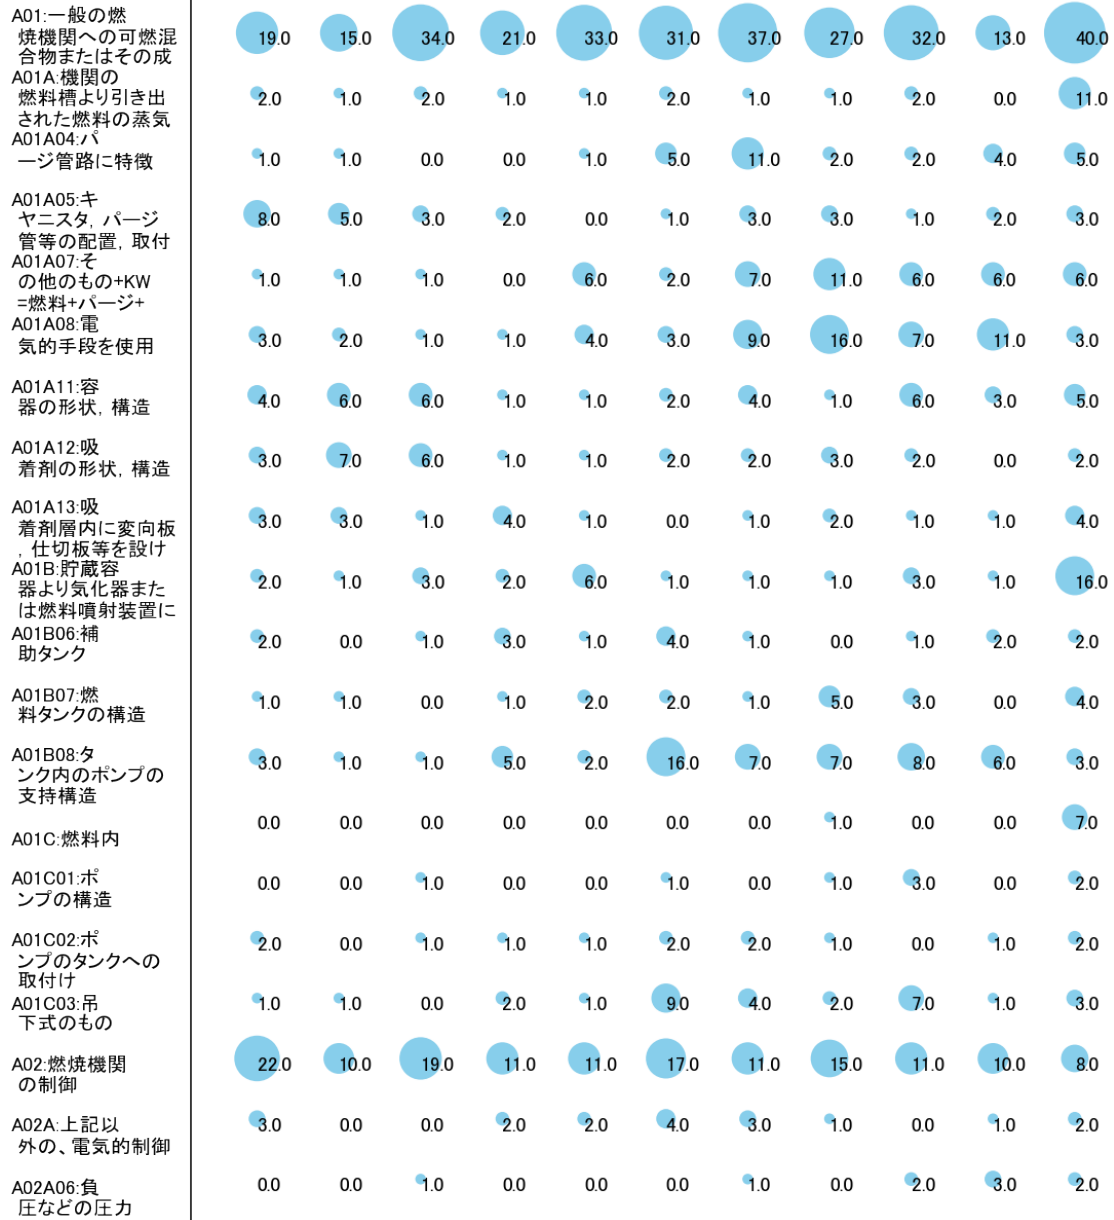 A01:一般の燃
焼機関への可燃混
合物またはその成
19.0 15.0 34.0 21.0 33.0 31.0 37.0 27.0 32.0 13.0 40.0
A01A:機関の
燃料槽より引き出
された燃料の蒸気
2.0 1.0 2.0 1.0 1.0 2.0 1.0 1.0 2.0 0.0 11.0
A01A04:パ
ージ管路に特徴
1.0 1.0 0.0 0.0 1.0 5.0 11.0 2.0 2.0 4.0 5.0
A01A05:キ
ヤニスタ, パージ
管等の配置, 取付
8.0 5.0 3.0 2.0 0.0 1.0 3.0 3.0 1.0 2.0 3.0
A01A07:そ
の他のもの+KW
=燃料+パージ+
1.0 1.0 1.0 0.0 6.0 2.0 7.0 11.0 6.0 6.0 6.0
A01A08:電
気的手段を使用
3.0 2.0 1.0 1.0 4.0 3.0 9.0 16.0 7.0 11.0 3.0
A01A11:容
器の形状, 構造
4.0 6.0 6.0 1.0 1.0 2.0 4.0 1.0 6.0 3.0 5.0
A01A12:吸
着剤の形状, 構造
3.0 7.0 6.0 1.0 1.0 2.0 2.0 3.0 2.0 0.0 2.0
A01A13:吸
着剤層内に変向板
, 仕切板等を設け
3.0 3.0 1.0 4.0 1.0 0.0 1.0 2.0 1.0 1.0 4.0
A01B:貯蔵容
器より気化器また
は燃料噴射装置に
2.0 1.0 3.0 2.0 6.0 1.0 1.0 1.0 3.0 1.0 16.0
A01B06:補
助タンク
2.0 0.0 1.0 3.0 1.0 4.0 1.0 0.0 1.0 2.0 2.0
A01B07:燃
料タンクの構造
1.0 1.0 0.0 1.0 2.0 2.0 1.0 5.0 3.0 0.0 4.0
A01B08:タ
ンク内のポンプの
支持構造
3.0 1.0 1.0 5.0 2.0 16.0 7.0 7.0 8.0 6.0 3.0
A01C:燃料内
0.0 0.0 0.0 0.0 0.0 0.0 0.0 1.0 0.0 0.0 7.0
A01C01:ポ
ンプの構造
0.0 0.0 1.0 0.0 0.0 1.0 0.0 1.0 3.0 0.0 2.0
A01C02:ポ
ンプのタンクへの
取付け
2.0 0.0 1.0 1.0 1.0 2.0 2.0 1.0 0.0 1.0 2.0
A01C03:吊
下式のもの
1.0 1.0 0.0 2.0 1.0 9.0 4.0 2.0 7.0 1.0 3.0
A02:燃焼機関
の制御
22.0 10.0 19.0 11.0 11.0 17.0 11.0 15.0 11.0 10.0 8.0
A02A:上記以
外の、電気的制御
3.0 0.0 0.0 2.0 2.0 4.0 3.0 1.0 0.0 1.0 2.0
A02A06:負
圧などの圧力
0.0 0.0 1.0 0.0 0.0 0.0 1.0 0.0 2.0 3.0 2.0